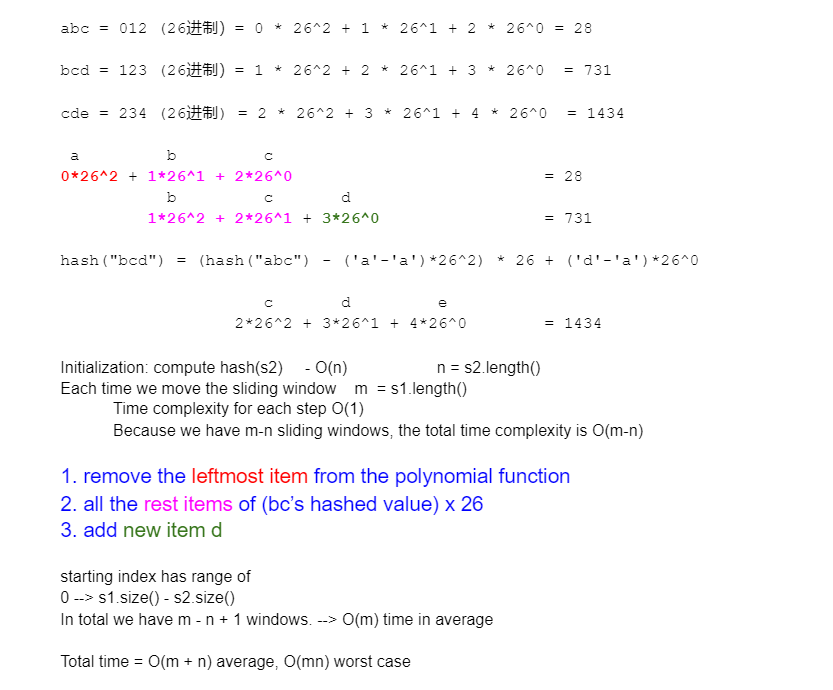 abc = 012 (26进制) = 0 * 26^2 + 1 * 26^1 + 2 * 26^0 = 28
bcd = 123 (26进制) = 1 * 26^2 + 2 * 26^1 + 3 * 26^0 = 731
cde = 234 (26进制) = 2 * 26^2 + 3 * 26^1 + 4 * 26^0 = 1434
a b c
0*26^2 + 1*26^1 + 2*26^0 = 28
b c d
1*26^2 + 2*26^1 + 3*26^0 = 731
hash("bcd") = (hash("abc") - ('a'-'a')*26^2) * 26 + ('d'-'a')*26^0
c d e
2*26^2 + 3*26^1 + 4*26^0 = 1434
Initialization: compute hash(s2) - O(n) n = s2.length()
Each time we move the sliding window m = s1.length()
Time complexity for each step O(1)
Because we have m-n sliding windows, the total time complexity is O(m-n)
1. remove the leftmost item from the polynomial function
2. all the rest items of (bc’s hashed value) x 26
3. add new item d
starting index has range of
0 --> s1.size() - s2.size()
In total we have m - n + 1 windows. --> O(m) time in average
Total time = O(m + n) average, O(mn) worst case